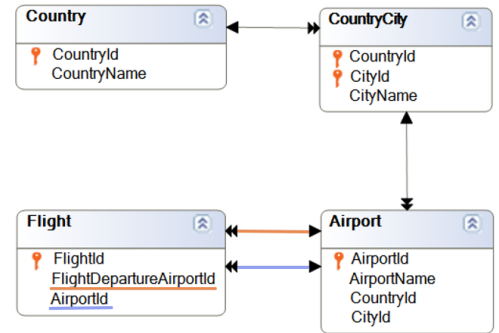 Country
CountryId
CountryName
CountryCity
CountryId
CityId
CityName
Flight
FlightId
FlightDepartureAirportId
AirportId
Airport
AirportId
AirportName
CountryId
CityId